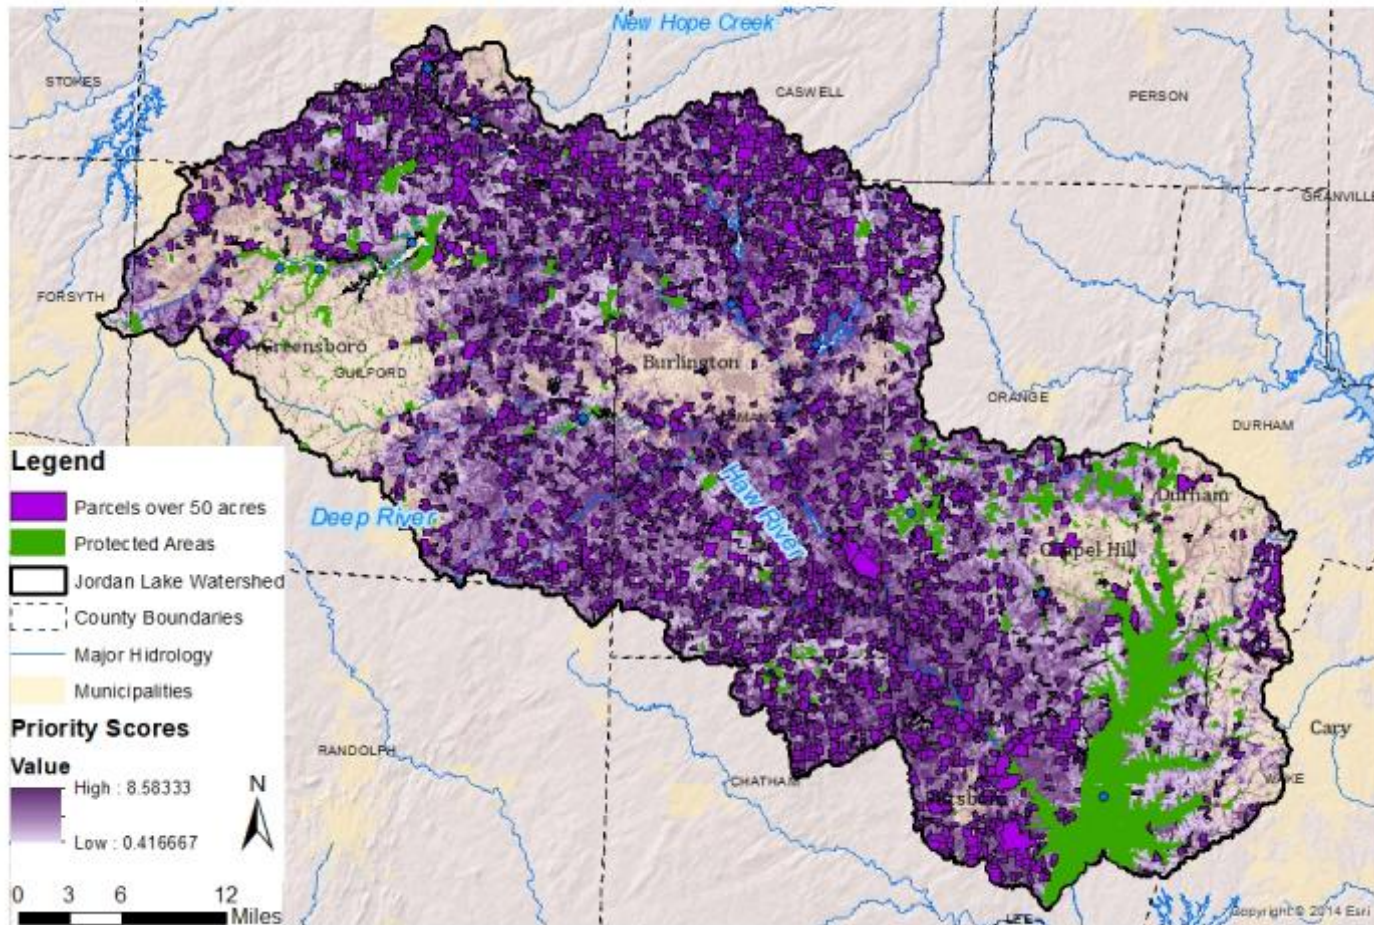 New Hope Creek
STOKES
CASWELL
PERSON
GRANVILLE
FORSYTH
Greensboro
GUILFORD
Burlington
ORANGE
DURHAM
Durham
Chapel Hill
Haw River
Deep River
Cary
WAKE
RANDOLPH
CHATHAM
LEE
Legend
Parcels over 50 acres
Protected Areas
Jordan Lake Watershed
County Boundaries
Major Hidrology
Municipalities
Priority Scores
Value
High : 8.58333
Low : 0.416667
N
0 3 6 12
Miles
Copyright:© 2014 Esri